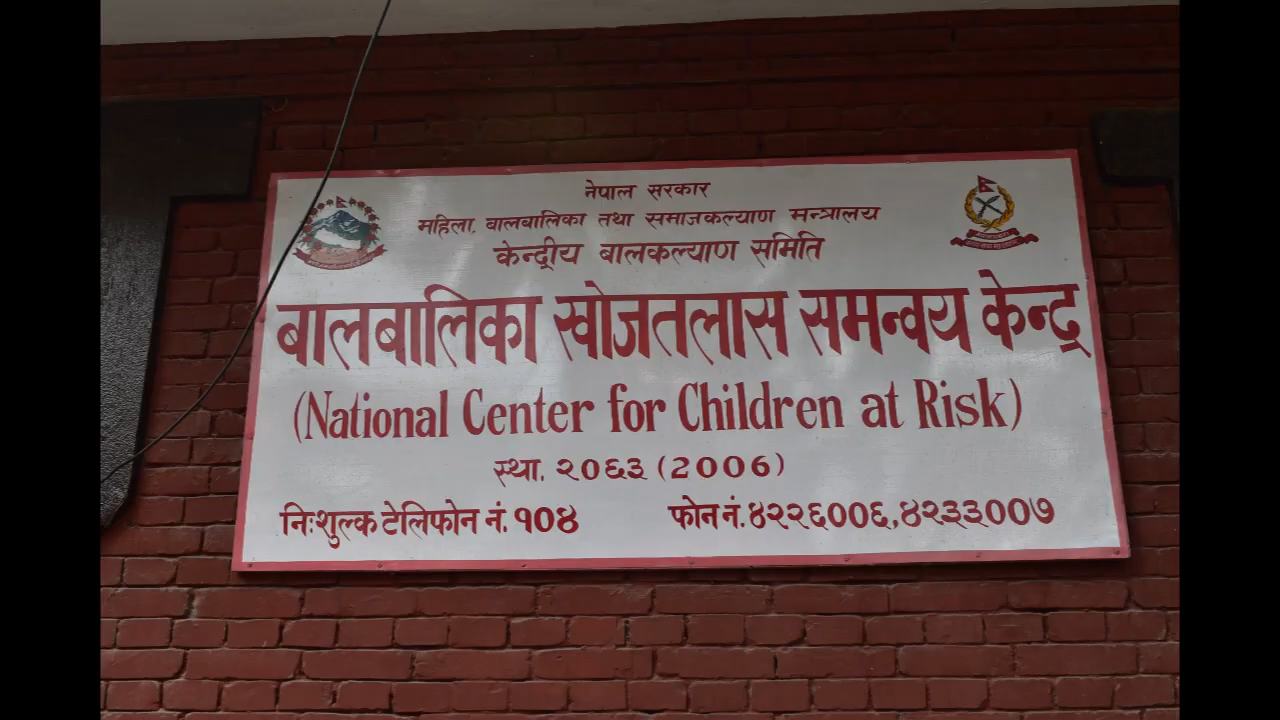 नेपाल सरकार
महिला, बालबालिका तथा समाजकल्याण मन्त्रालय
केन्द्रीय बालकल्याण समिति
बालबालिका खोजतलास समन्वय केन्द्र
(National Center for Children at Risk)
स्था. २०६३ (2006)
निःशुल्क टेलिफोन नं. १०४ फोन नं. ४२२६००६,४२३३००७